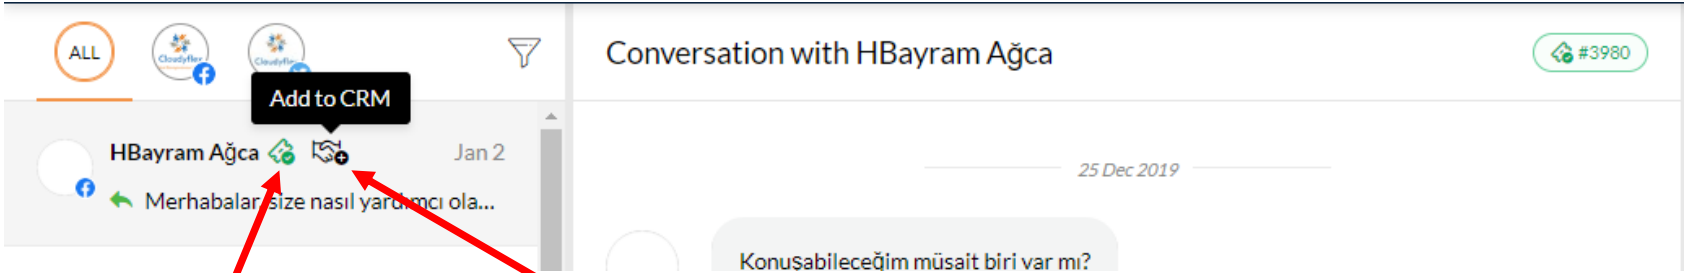 ALL
Cloudyflex
Add to CRM
HBayram Ağca
Jan 2
Merhabalar, size nasıl yardımcı ola...
Conversation with HBayram Ağca
#3980
25 Dec 2019
Konuşabileceğim müsait biri var mı?